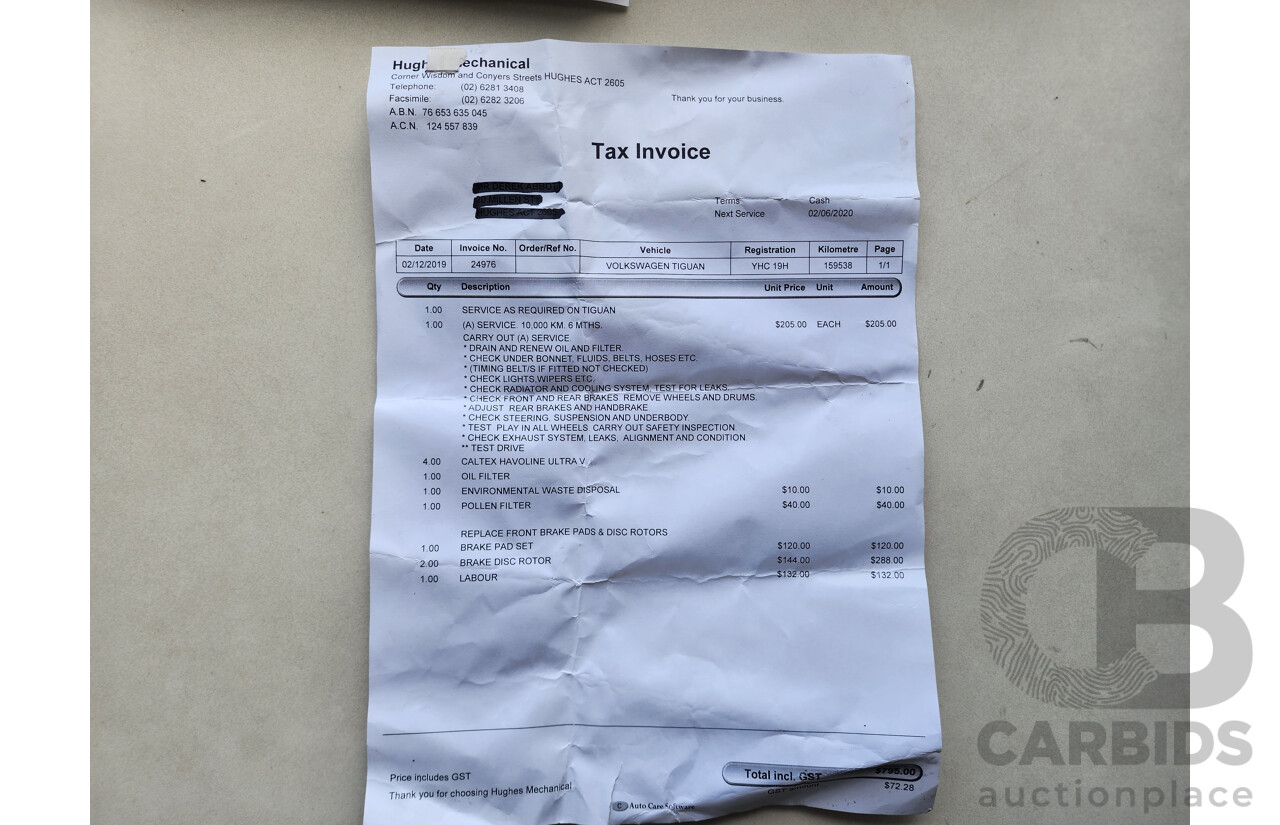 Hugh echanical
Corner Wisdom and Conyers Streets HUGHES ACT 2605
Telephone: (02) 6281 3408
Facsimile: (02) 6282 3206
A.B.N. 76 653 635 045
A.C.N. 124 557 839
Thank you for your business.
Tax Invoice
Terms Cash
Next Service 02/06/2020
Date Invoice No. Order/Ref No. Vehicle Registration Kilometre Page
02/12/2019 24976 VOLKSWAGEN TIGUAN YHC 19H 159538 1/1
Qty Description Unit Price Unit Amount
1.00 SERVICE AS REQUIRED ON TIGUAN
1.00 (A) SERVICE. 10,000 KM. 6 MTHS. $205.00 EACH $205.00
CARRY OUT (A) SERVICE.
* DRAIN AND RENEW OIL AND FILTER.
* CHECK UNDER BONNET, FLUIDS, BELTS, HOSES ETC.
* (TIMING BELT/S IF FITTED NOT CHECKED)
* CHECK LIGHTS,WIPERS ETC.
* CHECK RADIATOR AND COOLING SYSTEM, TEST FOR LEAKS.
* CHECK FRONT AND REAR BRAKES. REMOVE WHEELS AND DRUMS.
* ADJUST REAR BRAKES AND HANDBRAKE
* CHECK STEERING, SUSPENSION AND UNDERBODY
* TEST PLAY IN ALL WHEELS. CARRY OUT SAFETY INSPECTION
* CHECK EXHAUST SYSTEM, LEAKS, ALIGNMENT AND CONDITION
** TEST DRIVE
4.00 CALTEX HAVOLINE ULTRA V.
1.00 OIL FILTER
1.00 ENVIRONMENTAL WASTE DISPOSAL $10.00 $10.00
1.00 POLLEN FILTER $40.00 $40.00
REPLACE FRONT BRAKE PADS & DISC ROTORS
1.00 BRAKE PAD SET $120.00 $120.00
2.00 BRAKE DISC ROTOR $144.00 $288.00
1.00 LABOUR $132.00 $132.00
Price includes GST
Thank you for choosing Hughes Mechanical
Total incl. GST $795.00
GST $72.28
C Auto Care Software
CB
CARBIDS
auctionplace